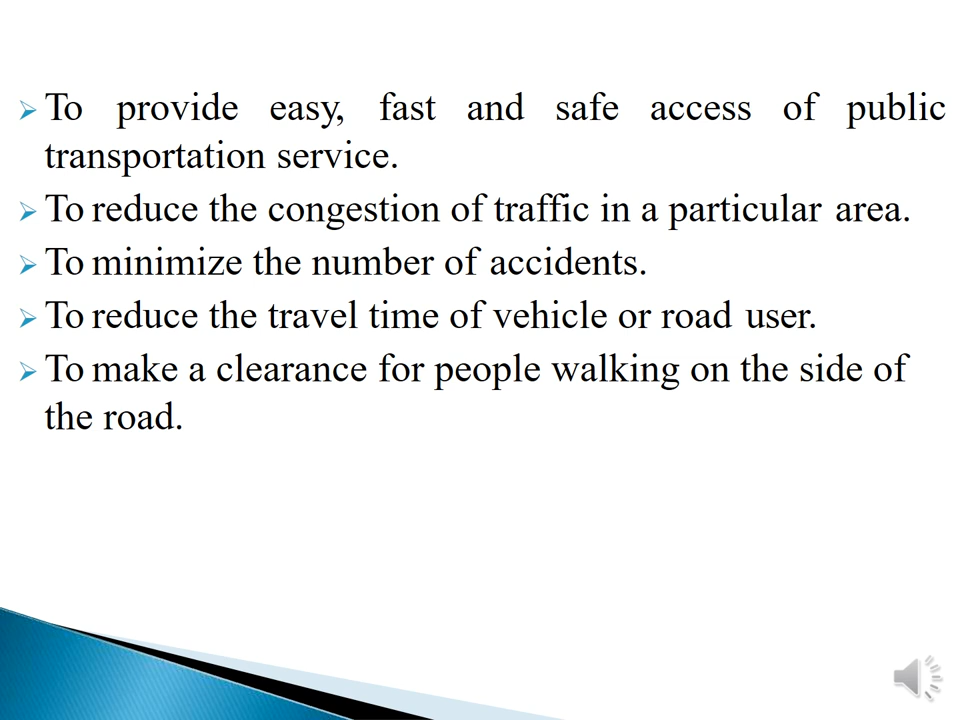 To provide easy, fast and safe access of public
transportation service.
To reduce the congestion of traffic in a particular area.
To minimize the number of accidents.
To reduce the travel time of vehicle or road user.
To make a clearance for people walking on the side of
the road.